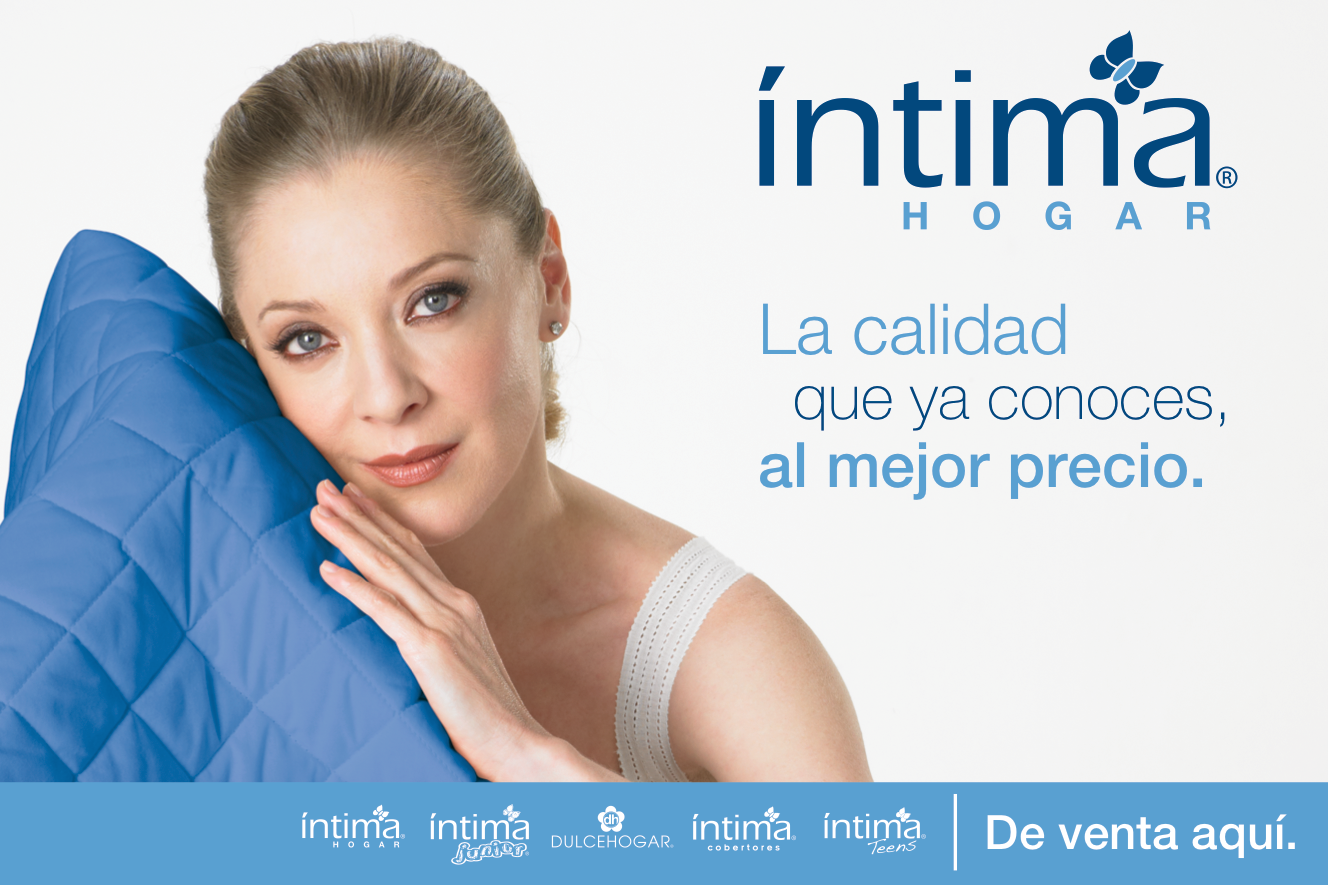 íntima®
HOGAR
La calidad
que ya conoces,
al mejor precio.
íntima®
HOGAR
íntima
Junior®
dh
DULCEHOGAR®
íntima®
cobertores
íntima®
Teens
De venta aquí.